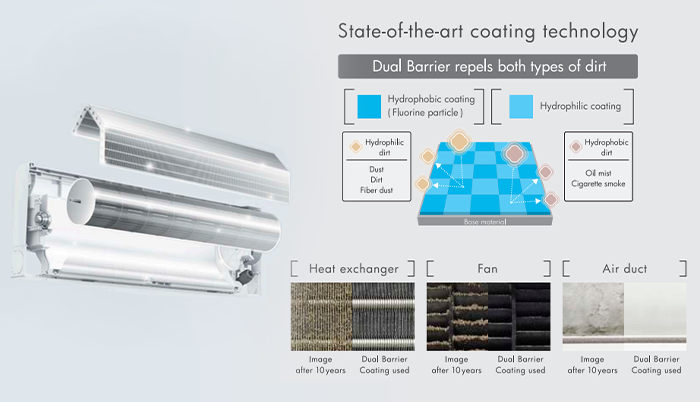 State-of-the-art coating technology
Dual Barrier repels both types of dirt
Hydrophobic coating
(Fluorine particle)
Hydrophilic coating
Hydrophilic
dirt
Dust
Dirt
Fiber dust
Hydrophobic
dirt
Oil mist
Cigarette smoke
Base material
Heat exchanger
Fan
Air duct
Image
after 10 years
Dual Barrier
Coating used
Image
after 10 years
Dual Barrier
Coating used
Image
after 10 years
Dual Barrier
Coating used